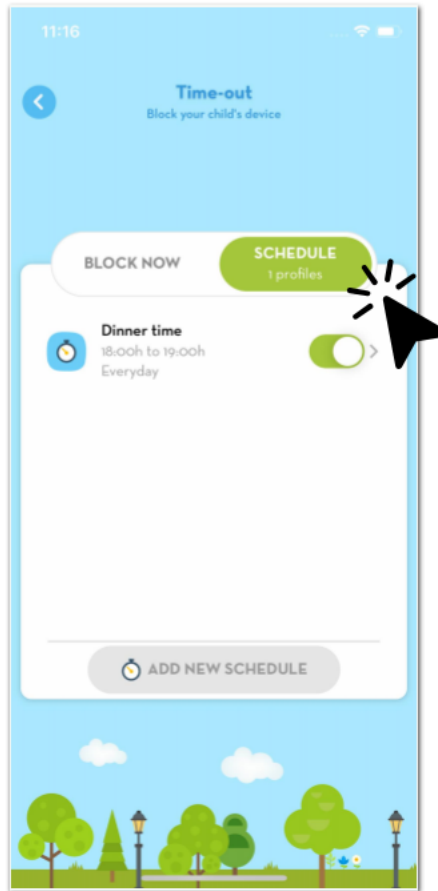 11:16
Time-out
Block your child's device
BLOCK NOW
SCHEDULE
1 profiles
Dinner time
18:00h to 19:00h
Everyday
ADD NEW SCHEDULE